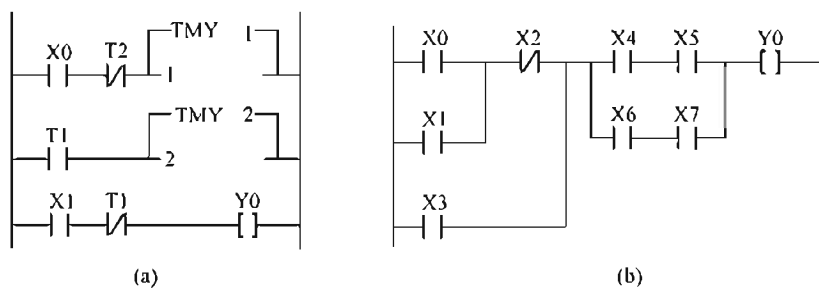 TMY 1
X0 T2
1
TMY 2
T1
2
X1 T1 Y0
(a)
X0 X2 X4 X5 Y0
X1 X6 X7
X3
(b)